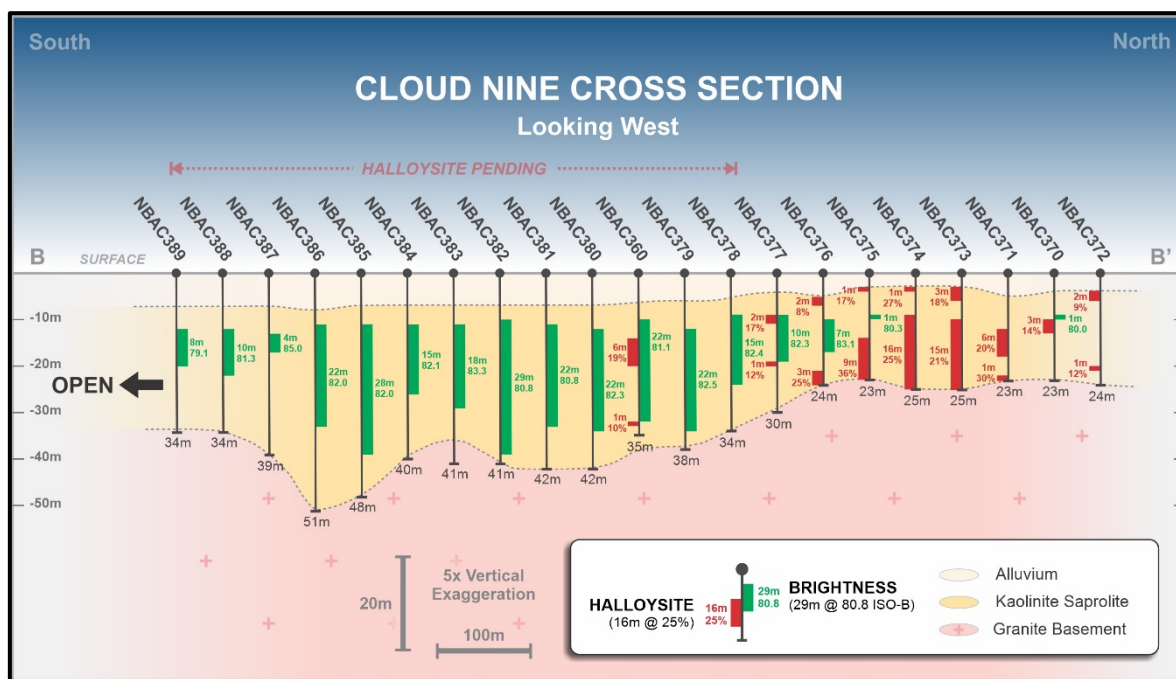 South
North
CLOUD NINE CROSS SECTION
Looking West
HALLOYSITE PENDING
NBAC389
NBAC388
NBAC387
NBAC386
NBAC385
NBAC384
NBAC383
NBAC382
NBAC381
NBAC380
NBAC360
NBAC379
NBAC378
NBAC377
NBAC376
NBAC375
NBAC374
NBAC373
NBAC371
NBAC370
NBAC372
B
SURFACE
B'
-10m
-20m
-30m
-40m
-50m
OPEN
8m
79.1
34m
10m
81.3
34m
4m
85.0
39m
22m
82.0
51m
28m
82.0
48m
15m
82.1
40m
18m
83.3
41m
29m
80.8
41m
22m
80.8
42m
22m
82.3
42m
6m
19%
1m
10%
22m
81.1
35m
22m
82.5
38m
15m
82.4
34m
2m
17%
1m
12%
10m
82.3
30m
2m
8%
7m
83.1
3m
25%
24m
1m
17%
1m
80.3
9m
36%
23m
1m
27%
16m
25%
25m
3m
18%
15m
21%
25m
6m
20%
1m
30%
23m
3m
14%
1m
80.0
23m
2m
9%
1m
12%
24m
20m
5x Vertical
Exaggeration
100m
HALLOYSITE
(16m @ 25%)
16m
25%
29m
80.8
BRIGHTNESS
(29m @ 80.8 ISO-B)
Alluvium
Kaolinite Saprolite
Granite Basement